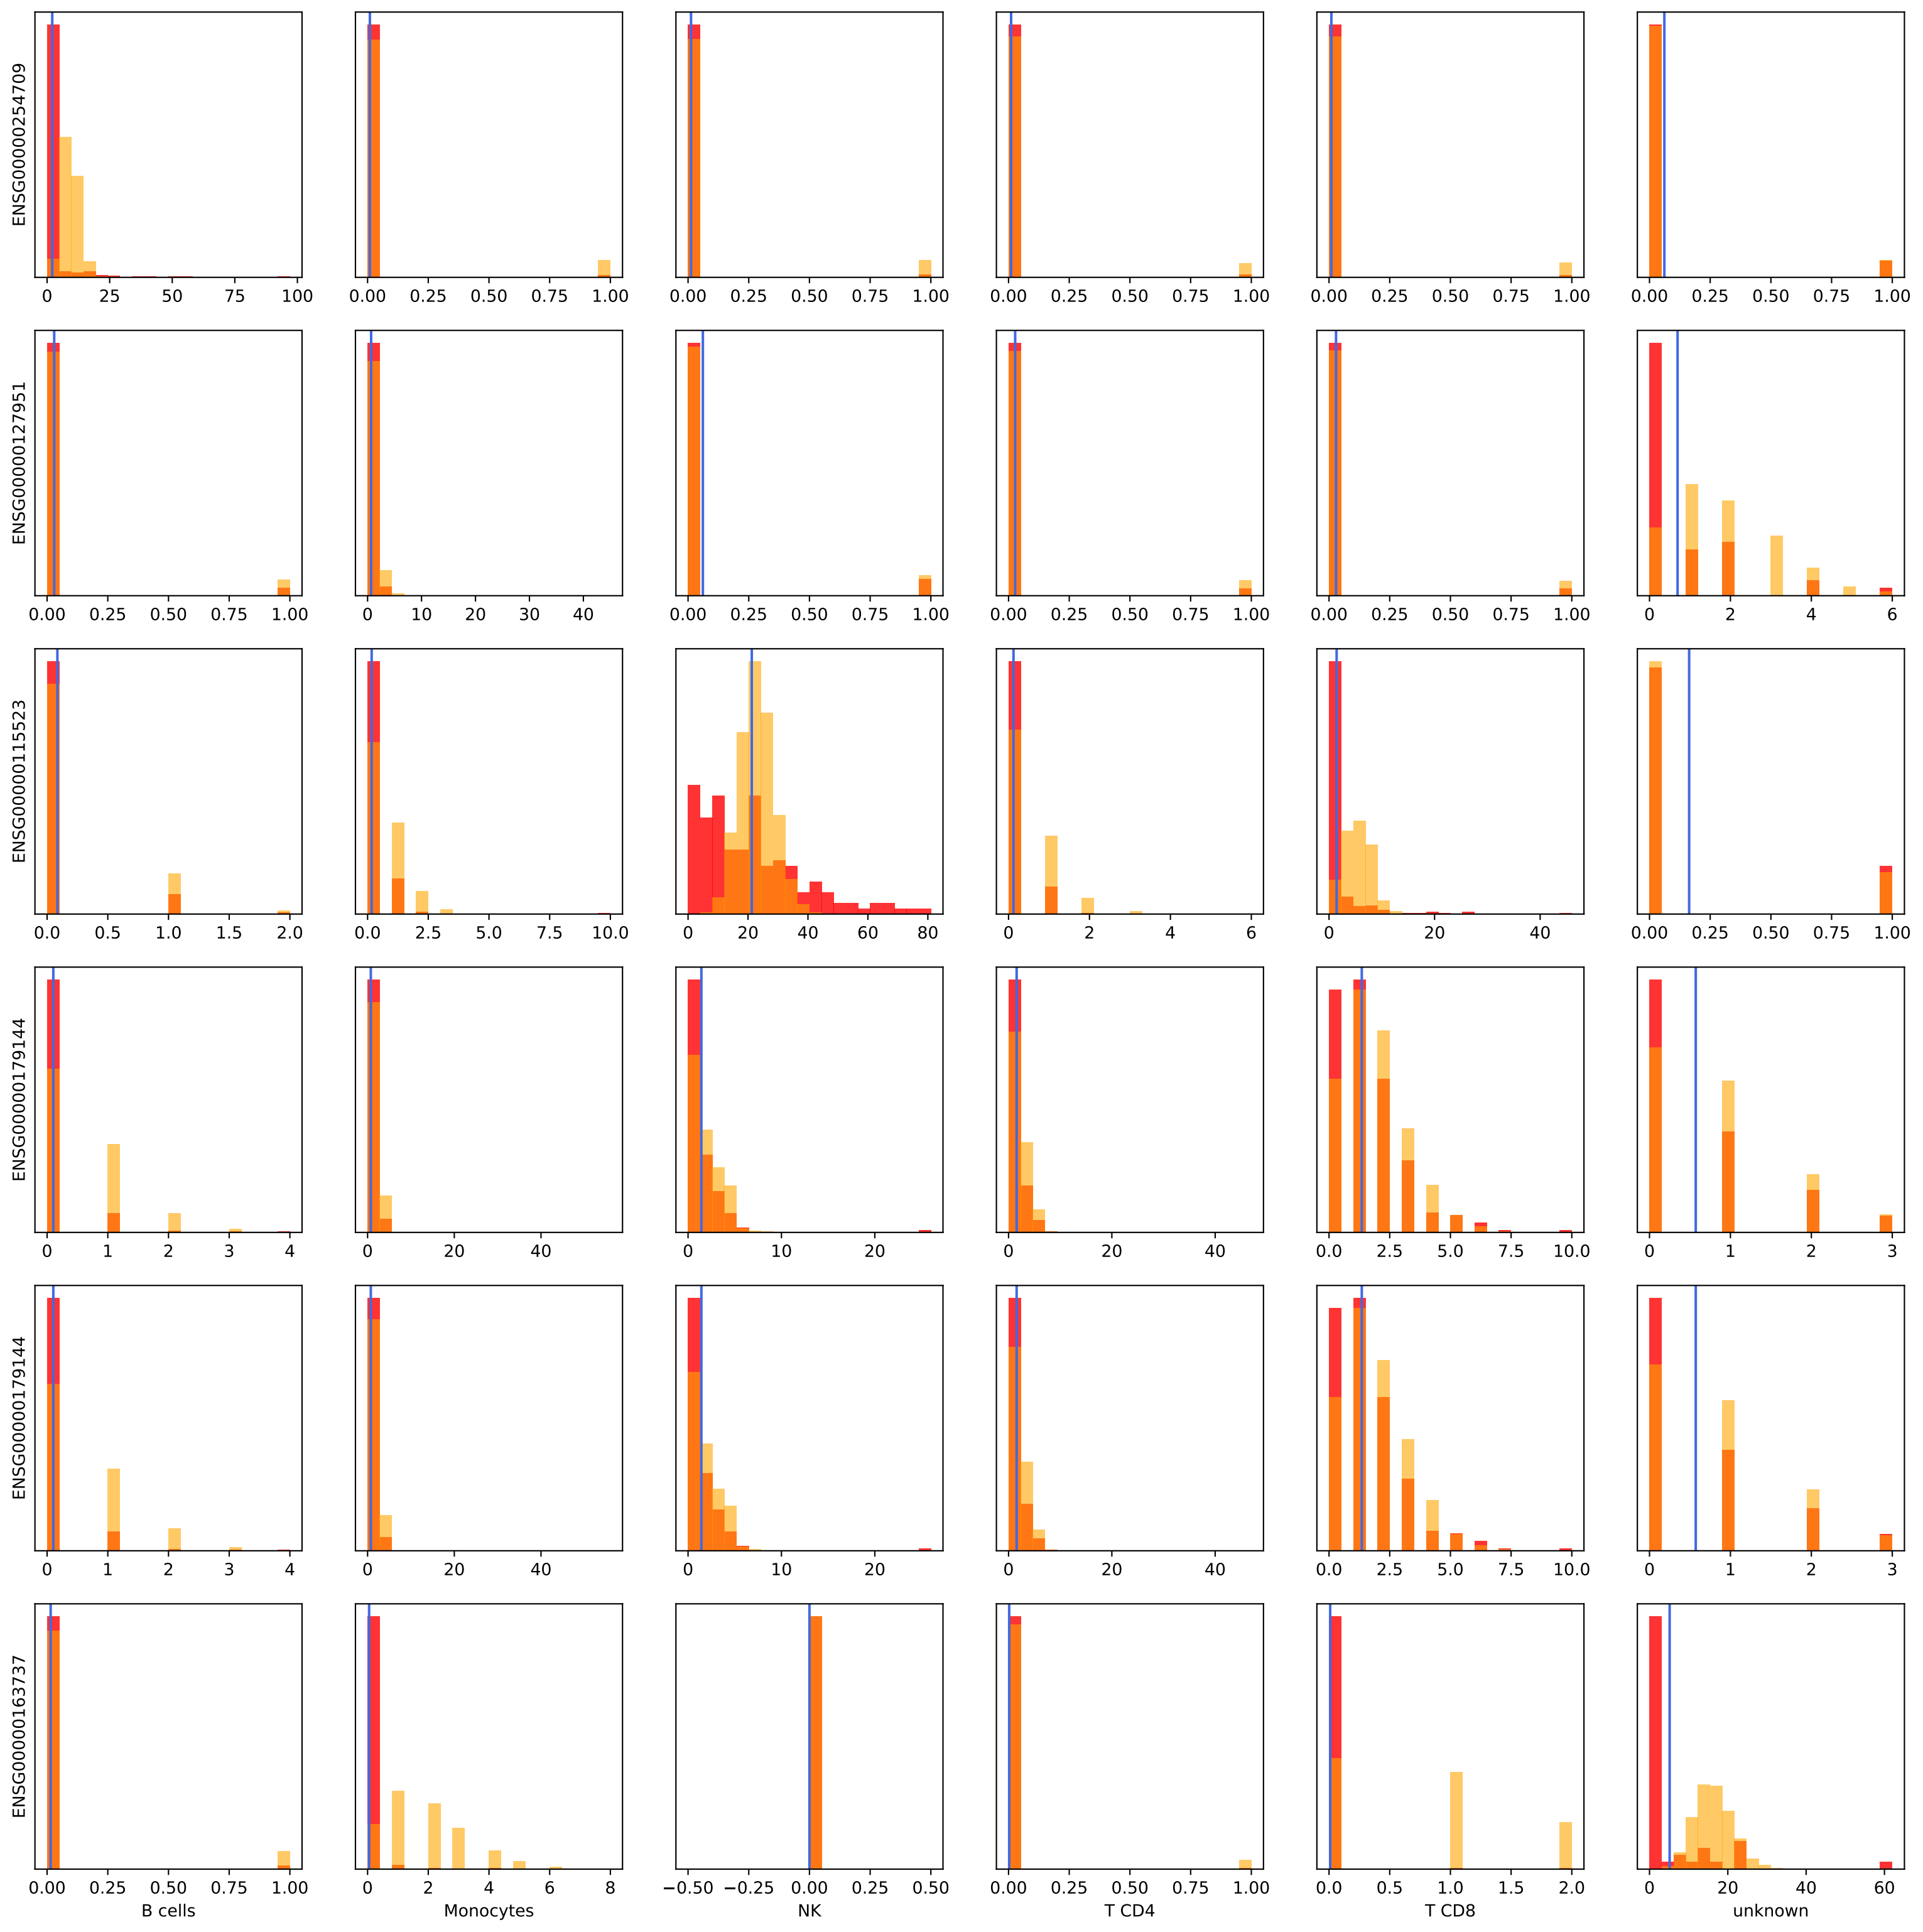 ENSG00000254709
0 25 50 75 100
0.00 0.25 0.50 0.75 1.00
0.00 0.25 0.50 0.75 1.00
0.00 0.25 0.50 0.75 1.00
0.00 0.25 0.50 0.75 1.00
0.00 0.25 0.50 0.75 1.00
ENSG00000127951
0.00 0.25 0.50 0.75 1.00
0 10 20 30 40
0.00 0.25 0.50 0.75 1.00
0.00 0.25 0.50 0.75 1.00
0.00 0.25 0.50 0.75 1.00
0 2 4 6
ENSG00000115523
0.0 0.5 1.0 1.5 2.0
0.0 2.5 5.0 7.5 10.0
0 20 40 60 80
0 2 4 6
0 20 40
0.00 0.25 0.50 0.75 1.00
ENSG00000179144
0 1 2 3 4
0 20 40
0 10 20
0 20 40
0.0 2.5 5.0 7.5 10.0
0 1 2 3
ENSG00000179144
0 1 2 3 4
0 20 40
0 10 20
0 20 40
0.0 2.5 5.0 7.5 10.0
0 1 2 3
ENSG00000163737
0.00 0.25 0.50 0.75 1.00
0 2 4 6 8
−0.50 −0.25 0.00 0.25 0.50
0.00 0.25 0.50 0.75 1.00
0.0 0.5 1.0 1.5 2.0
0 20 40 60
B cells
Monocytes
NK
T CD4
T CD8
unknown